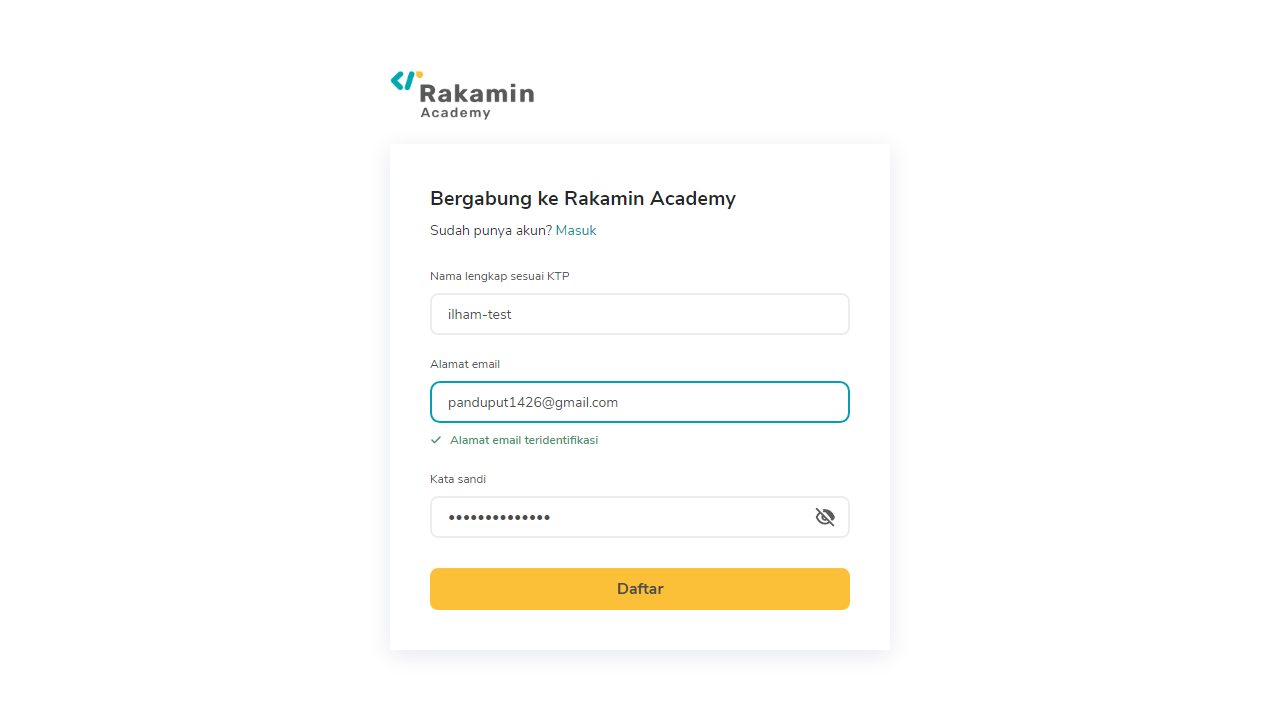 Rakamin
Academy
Bergabung ke Rakamin Academy
Sudah punya akun? Masuk
Nama lengkap sesuai KTP
ilham-test
Alamat email
panduput1426@gmail.com
Alamat email teridentifikasi
Kata sandi
••••••••••••••
Daftar